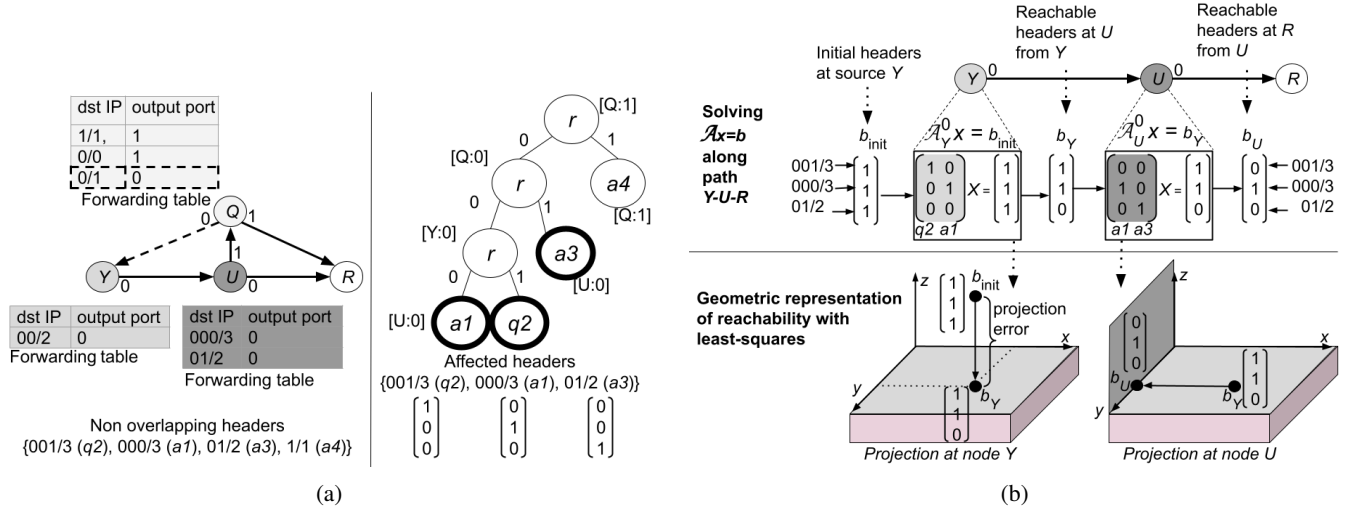 dst IP output port
1/1, 1
0/0 1
0/1 0
Forwarding table
Q
0 1
1
Y U R
0 0
dst IP output port
00/2 0
Forwarding table
dst IP output port
000/3 0
01/2 0
Forwarding table
Non overlapping headers
{001/3 (q2), 000/3 (a1), 01/2 (a3), 1/1 (a4)}
[Q:1]
r
0 1
[Q:0]
r a4
[Q:1]
0 1
[Y:0]
r a3
[U:0]
0 1
[U:0]
a1 q2
Affected headers
{001/3 (q2), 000/3 (a1), 01/2 (a3)}
1 0 0
0 1 0
0 0 1
(a)
Reachable
headers at U
from Y
Reachable
headers at R
from U
Initial headers
at source Y
Y 0 U 0 R
Solving
𝒜x=b
along
path
Y-U-R
b_init
𝒜_Y^0 x = b_init
b_Y
𝒜_U^0 x = b_Y
b_U
001/3 1 1 0 1 1 0 0 1 0 001/3
000/3 1 0 1 X = 1 1 1 0 X = 1 1 000/3
01/2 1 0 0 1 0 0 1 0 0 01/2
q2 a1
a1 a3
Geometric representation
of reachability with
least-squares
z
1
1
1
b_init
projection
error
x
y
b_Y
1
1
0
Projection at node Y
z
0
1
0
x
b_U
b_Y
1
1
0
y
Projection at node U
(b)